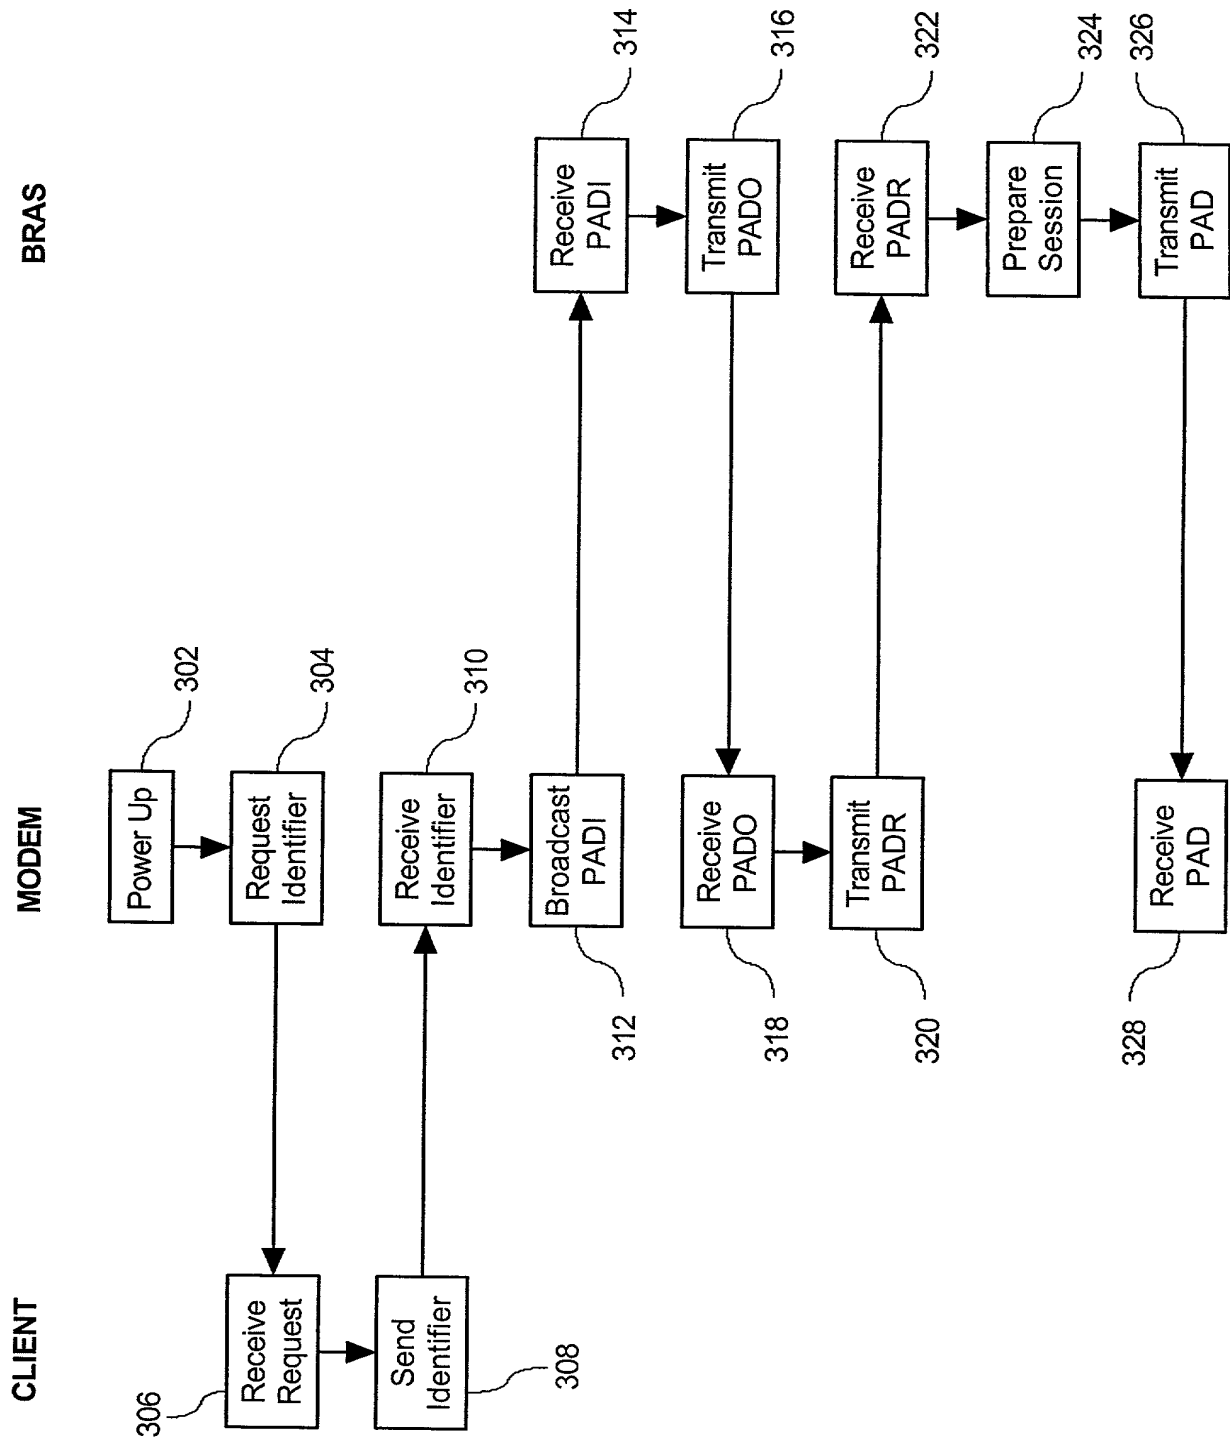 CLIENT
MODEM
BRAS
Power Up
302
Request
Identifier
304
306
Receive
Request
Send
Identifier
308
Receive
Identifier
310
Broadcast
PADI
312
Receive
PADI
314
Transmit
PADO
316
Receive
PADO
318
Transmit
PADR
320
Receive
PADR
322
Prepare
Session
324
Transmit
PAD
326
Receive
PAD
328